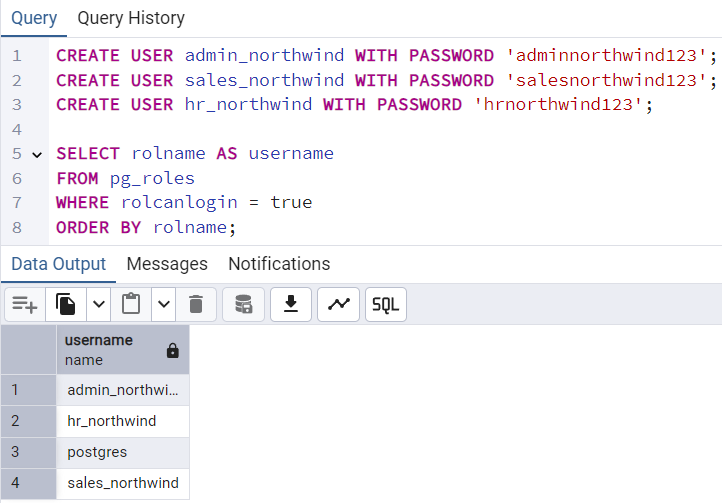 Query Query History
1 CREATE USER admin_northwind WITH PASSWORD 'adminnorthwind123';
2 CREATE USER sales_northwind WITH PASSWORD 'salesnorthwind123';
3 CREATE USER hr_northwind WITH PASSWORD 'hrnorthwind123';
4
5 SELECT rolname AS username
6 FROM pg_roles
7 WHERE rolcanlogin = true
8 ORDER BY rolname;
Data Output Messages Notifications
SQL
username
name
1 admin_northwi...
2 hr_northwind
3 postgres
4 sales_northwind